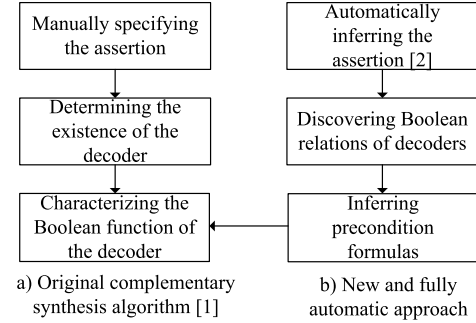 Manually specifying
the assertion
Determining the
existence of the
decoder
Characterizing the
Boolean function of
the decoder
a) Original complementary
synthesis algorithm [1]
Automatically
inferring the
assertion [2]
Discovering Boolean
relations of decoders
Inferring
precondition
formulas
b) New and fully
automatic approach